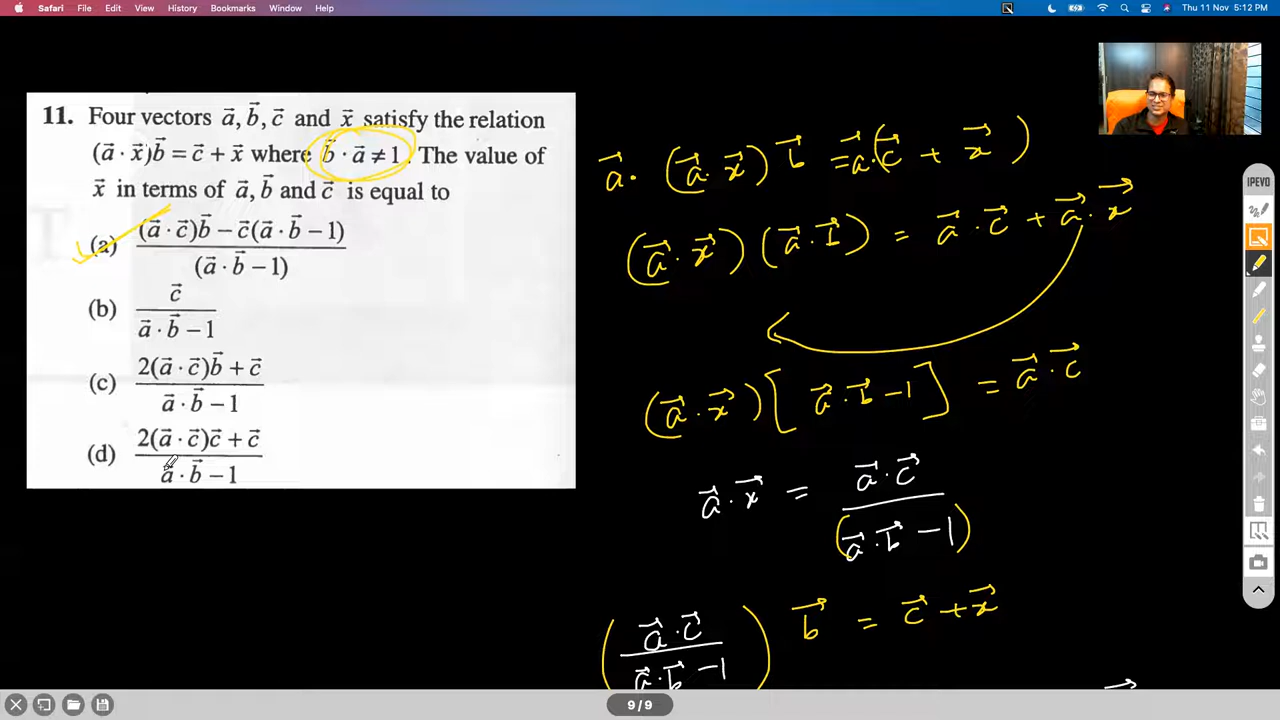 Safari File Edit View History Bookmarks Window Help Thu 11 Nov 5:12 PM
11. Four vectors a⃗, b⃗, c⃗ and x⃗ satisfy the relation
(a⃗ · x⃗)b⃗ = c⃗ + x⃗ where b⃗ · a⃗ ≠ 1. The value of
x⃗ in terms of a⃗, b⃗ and c⃗ is equal to
(a) (a⃗ · c⃗)b⃗ − c⃗(a⃗ · b⃗ − 1)
(a⃗ · b⃗ − 1)
(b) c⃗
a⃗ · b⃗ − 1
(c) 2(a⃗ · c⃗)b⃗ + c⃗
a⃗ · b⃗ − 1
(d) 2(a⃗ · c⃗)c⃗ + c⃗
a⃗ · b⃗ − 1
a⃗ · (a⃗ · x⃗) b⃗ = a⃗ · (c⃗ + x⃗)
(a⃗ · x⃗)(a⃗ · b⃗) = a⃗ · c⃗ + a⃗ · x⃗
(a⃗ · x⃗)[a⃗ · b⃗ − 1] = a⃗ · c⃗
a⃗ · x⃗ = a⃗ · c⃗
(a⃗ · b⃗ − 1)
(a⃗ · c⃗
a⃗ · b⃗ − 1) b⃗ = c⃗ + x⃗
IPEVO
9/9